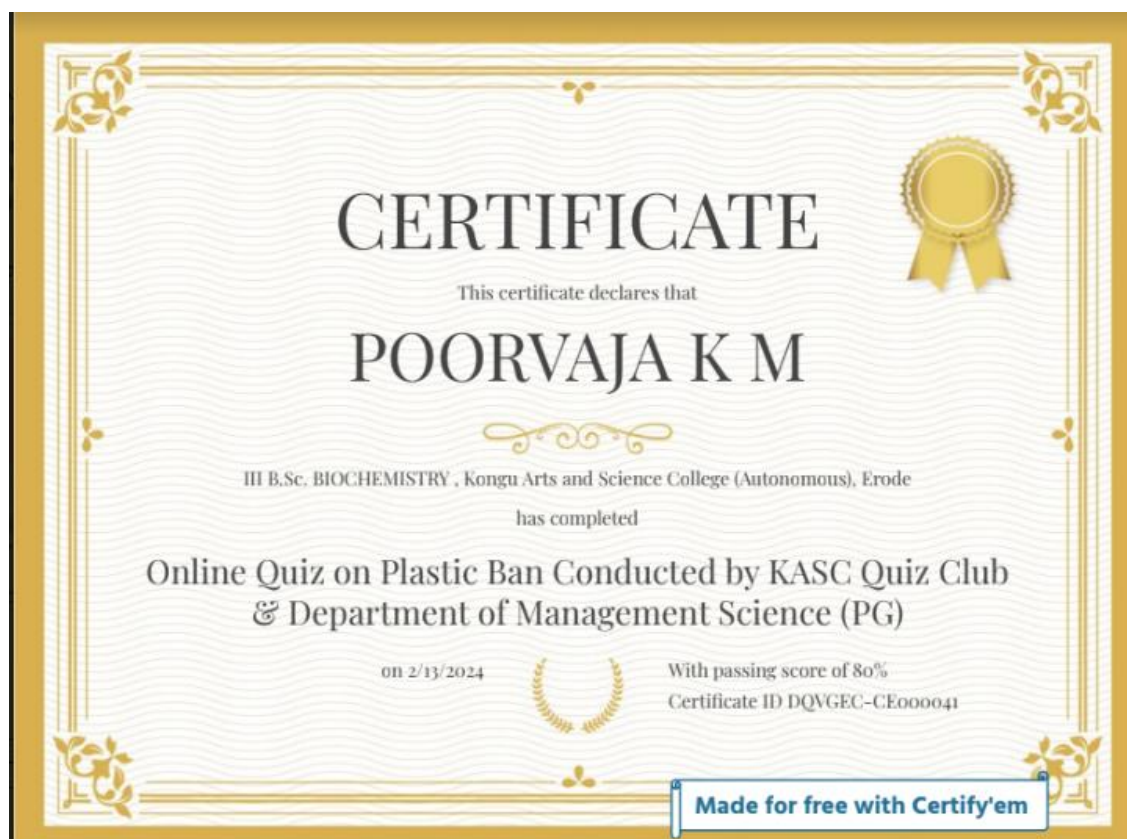 CERTIFICATE
This certificate declares that
POORVAJA K M
III B.Sc. BIOCHEMISTRY , Kongu Arts and Science College (Autonomous), Erode
has completed
Online Quiz on Plastic Ban Conducted by KASC Quiz Club
& Department of Management Science (PG)
on 2/13/2024
With passing score of 80%
Certificate ID DQVGEC-CE000041
Made for free with Certify'em